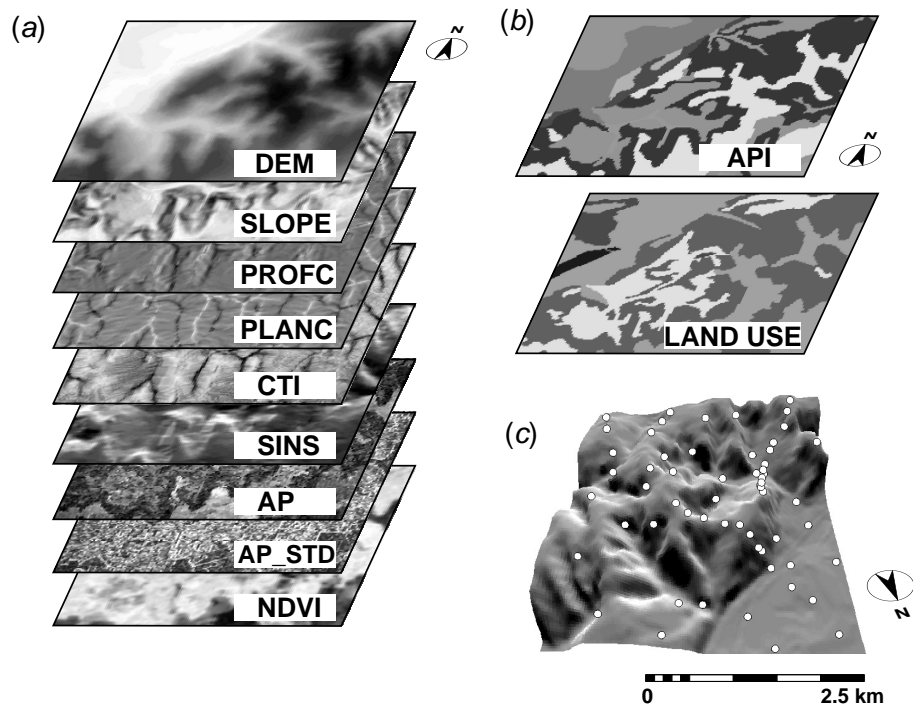 (a)
N
DEM
SLOPE
PROFC
PLANC
CTI
SINS
AP
AP_STD
NDVI
(b)
API
N
LAND USE
(c)
N
0 2.5 km